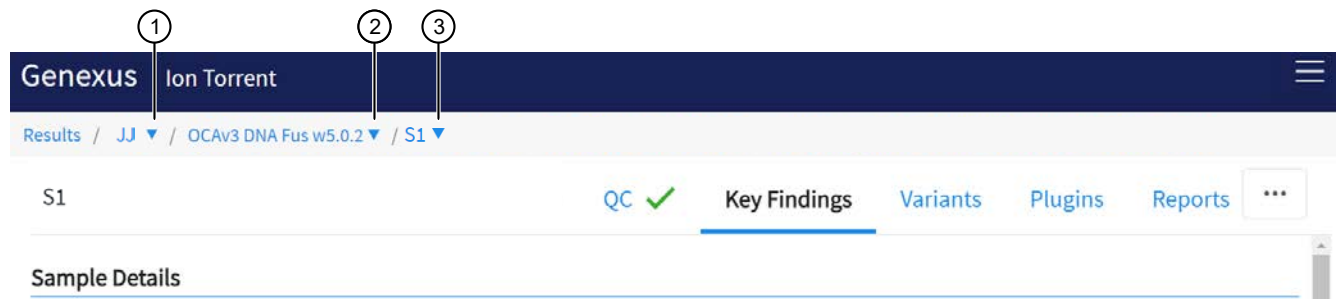 1 2 3
Genexus Ion Torrent
Results / JJ ▼ / OCAv3 DNA Fus w5.0.2 ▼ / S1 ▼
S1 QC ✓ Key Findings Variants Plugins Reports ...
Sample Details